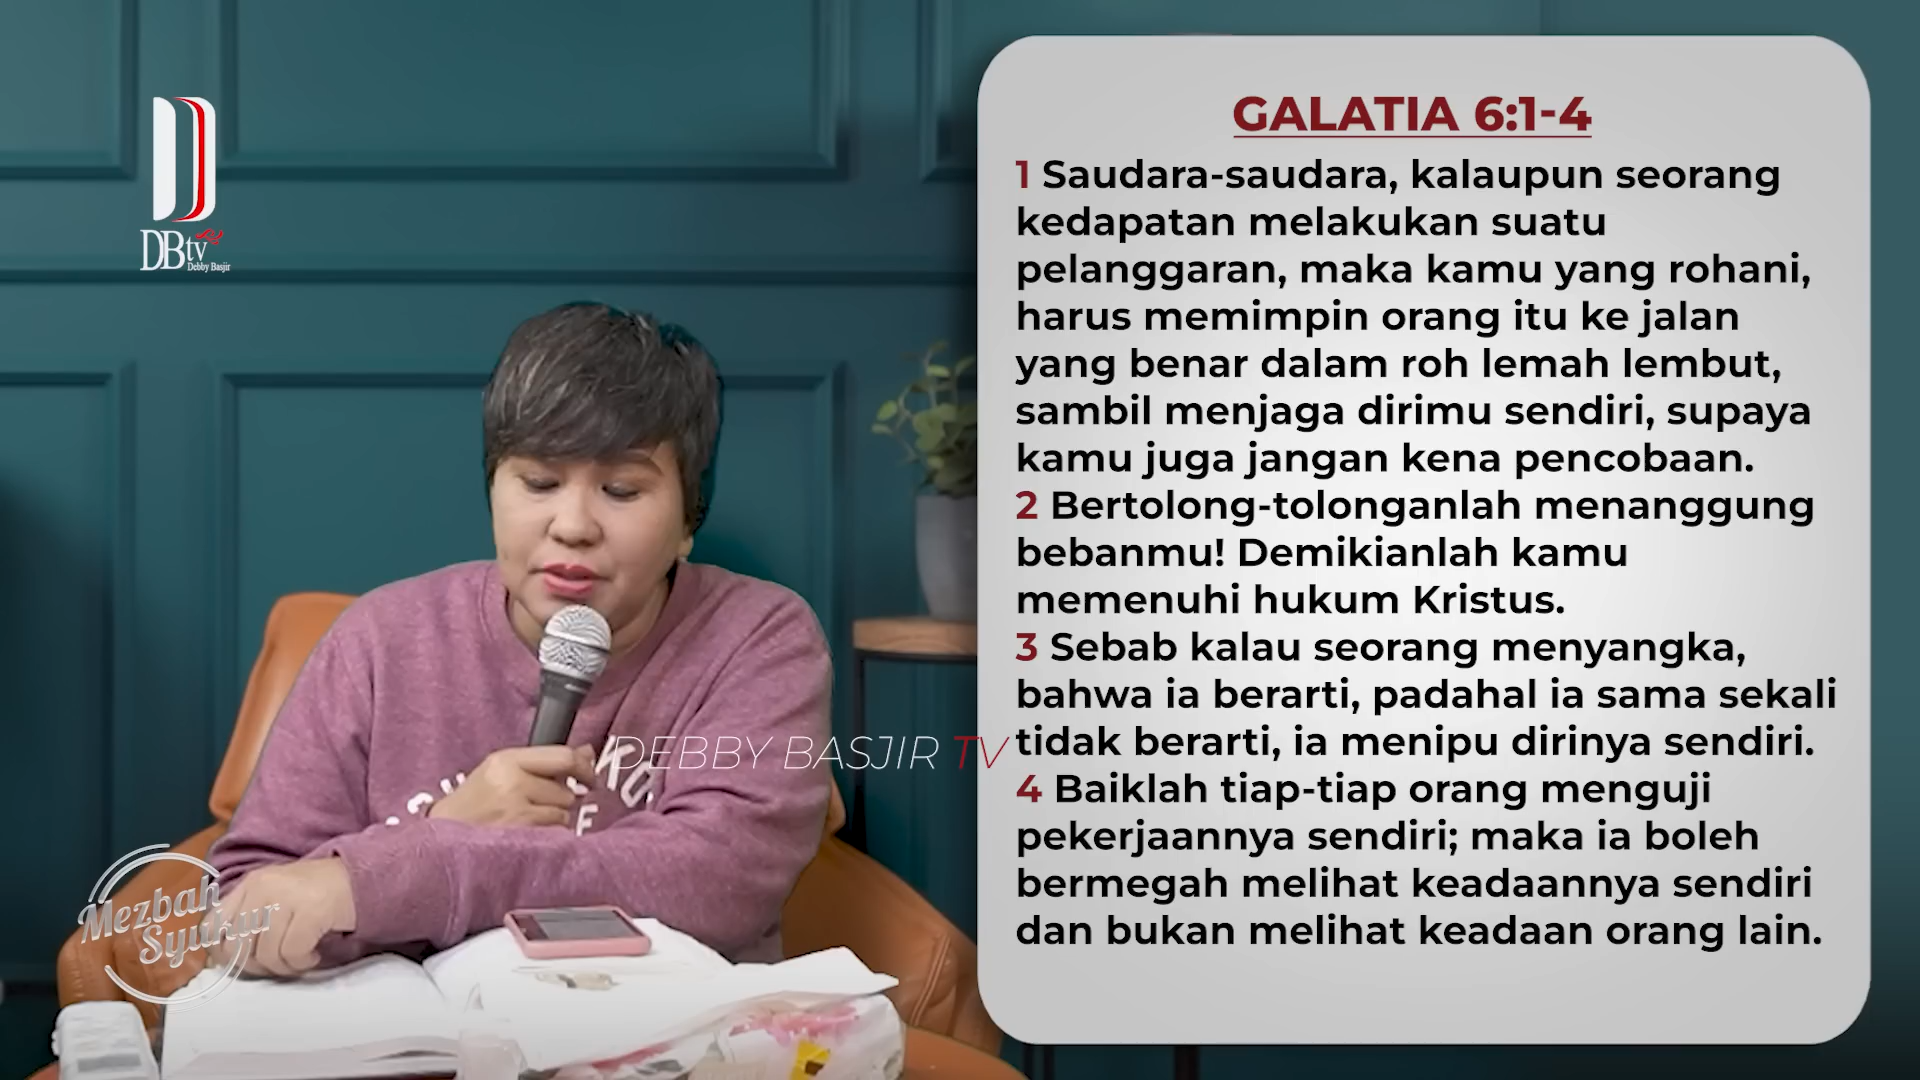 DBtv
Debby Basjir
GALATIA 6:1-4
1 Saudara-saudara, kalaupun seorang
kedapatan melakukan suatu
pelanggaran, maka kamu yang rohani,
harus memimpin orang itu ke jalan
yang benar dalam roh lemah lembut,
sambil menjaga dirimu sendiri, supaya
kamu juga jangan kena pencobaan.
2 Bertolong-tolonganlah menanggung
bebanmu! Demikianlah kamu
memenuhi hukum Kristus.
3 Sebab kalau seorang menyangka,
bahwa ia berarti, padahal ia sama sekali
tidak berarti, ia menipu dirinya sendiri.
4 Baiklah tiap-tiap orang menguji
pekerjaannya sendiri; maka ia boleh
bermegah melihat keadaannya sendiri
dan bukan melihat keadaan orang lain.
DEBBY BASJIR TV
Mezbah
Syukur